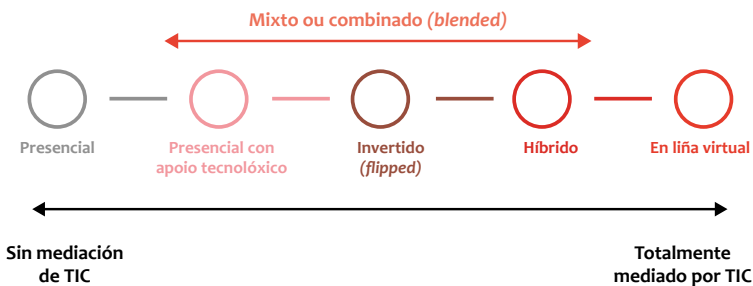 Mixto ou combinado (blended)
Presencial
Presencial con
apoio tecnolóxico
Invertido
(flipped)
Híbrido
En liña virtual
Sin mediación
de TIC
Totalmente
mediado por TIC